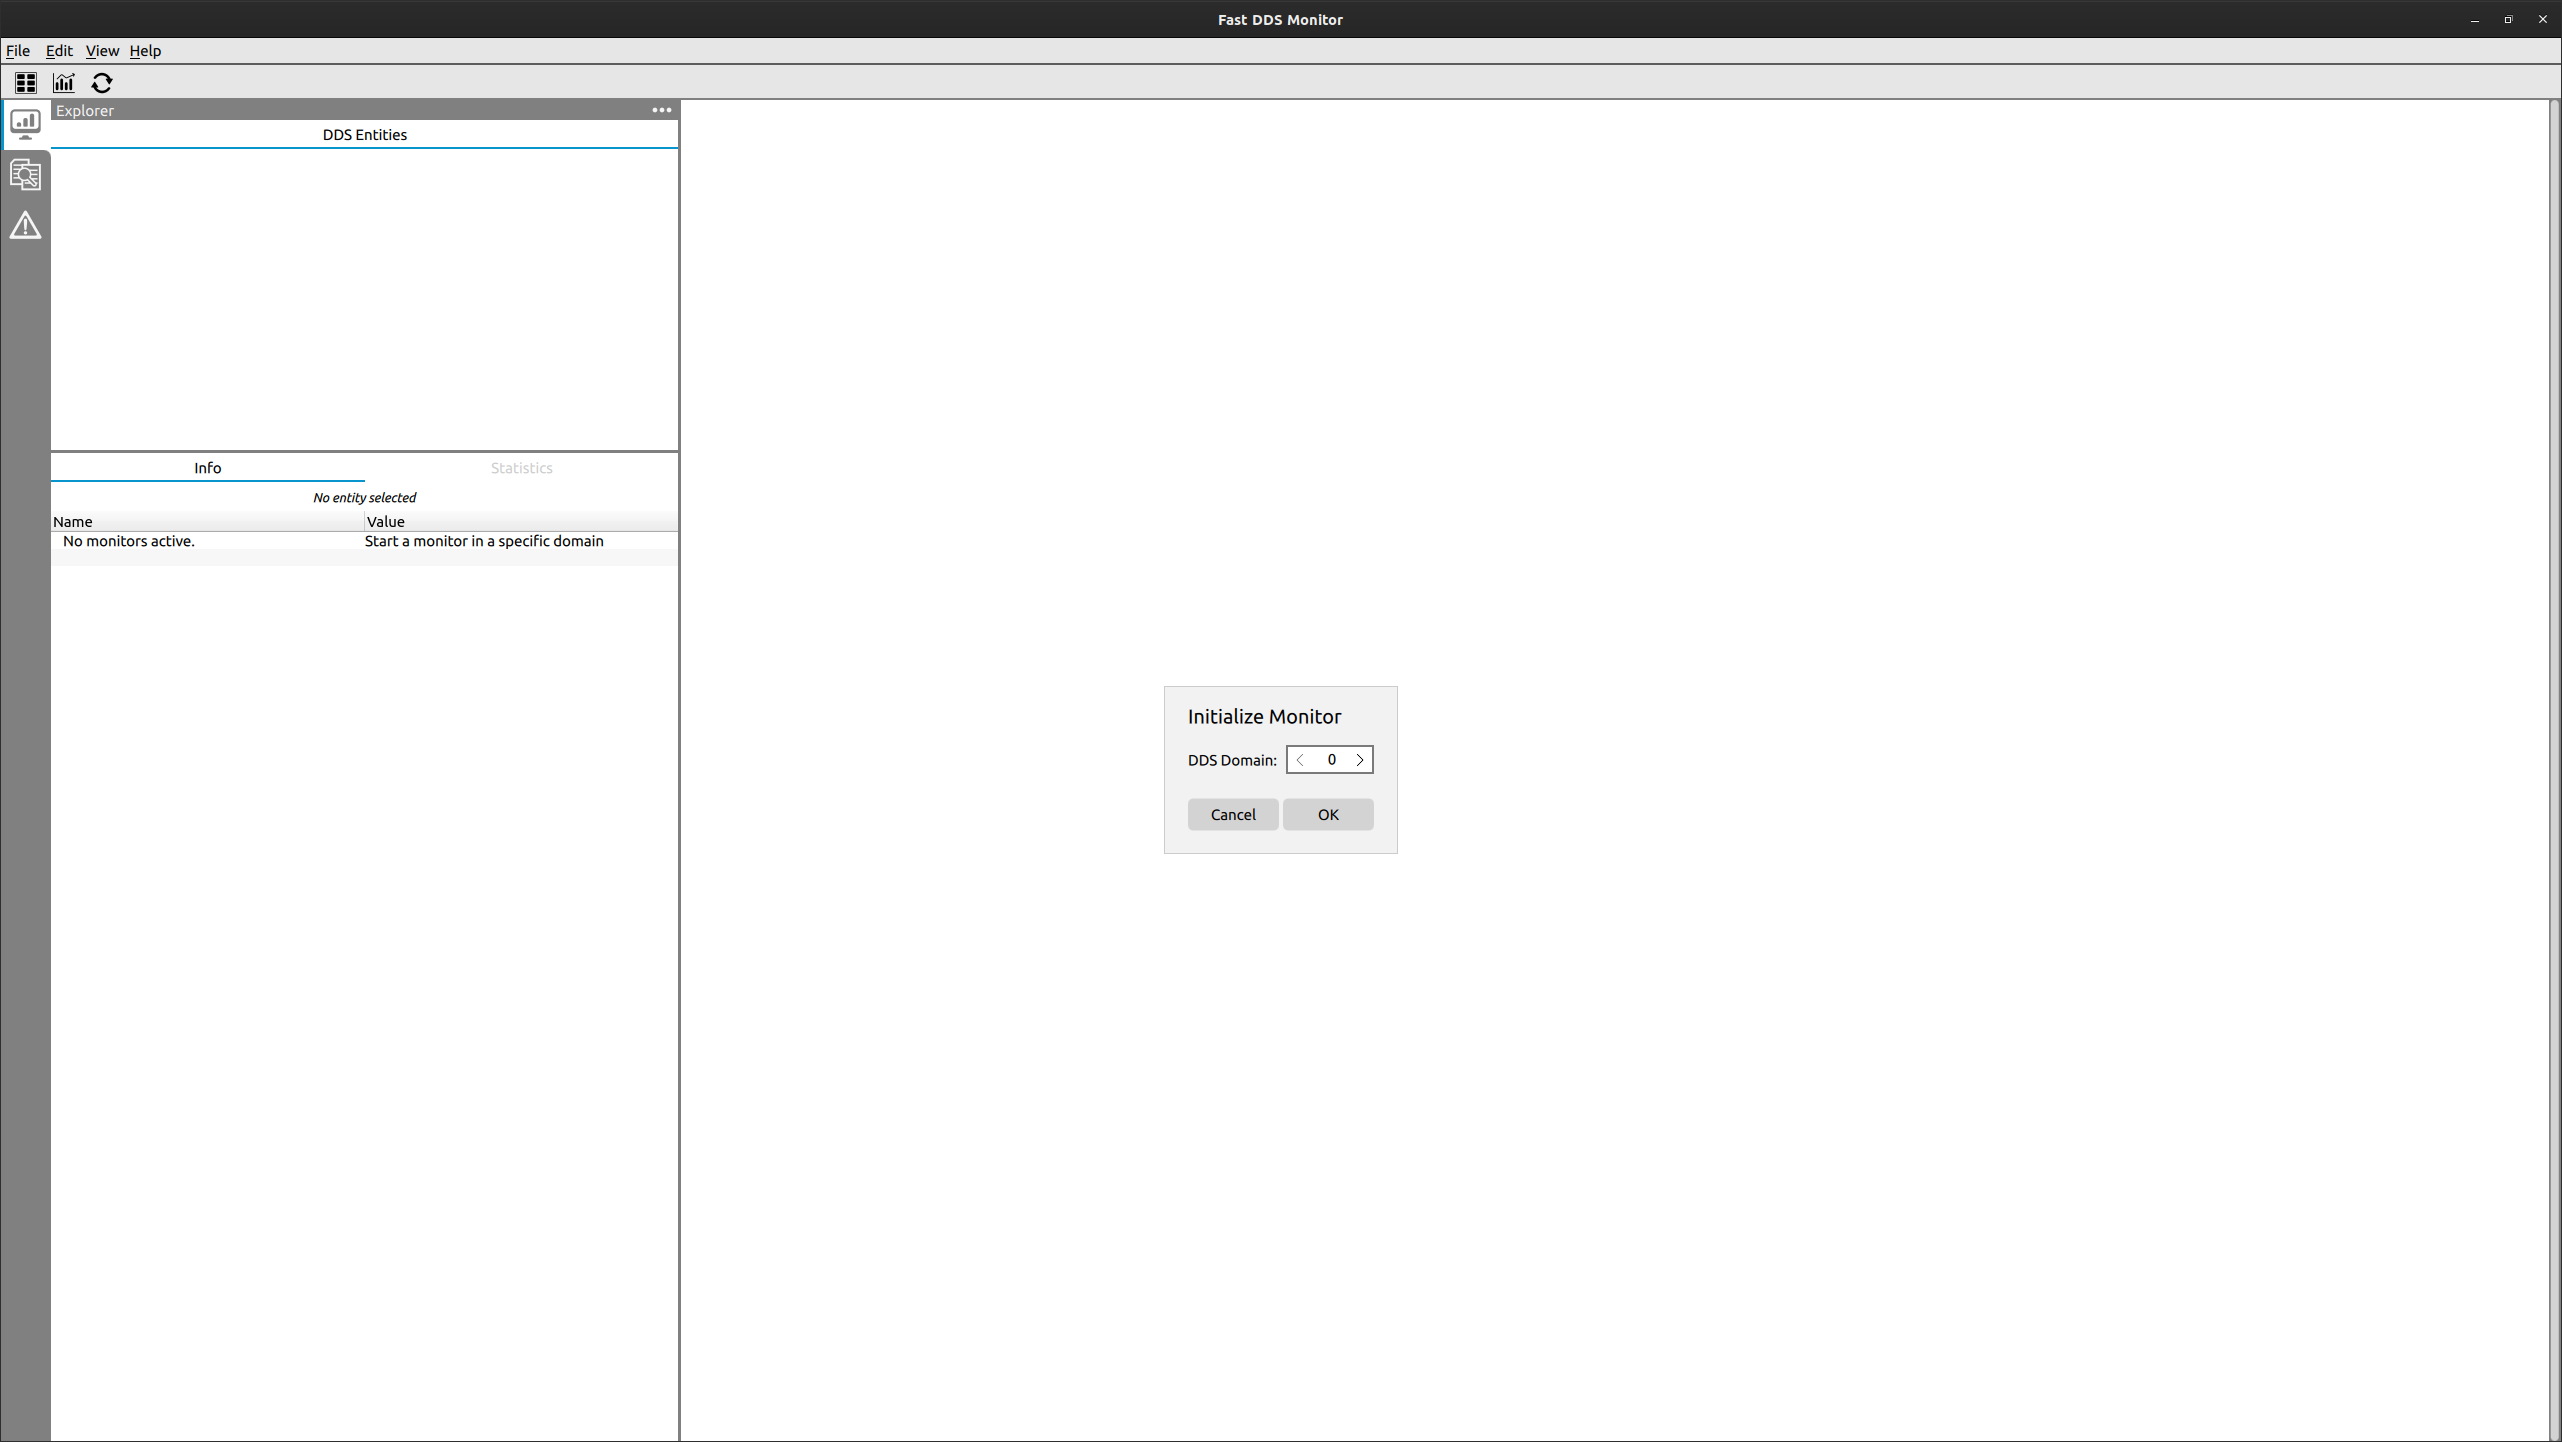 Fast DDS Monitor
File Edit View Help
Explorer
DDS Entities
Info Statistics
No entity selected
Name Value
No monitors active. Start a monitor in a specific domain
Initialize Monitor
DDS Domain: 0
Cancel OK